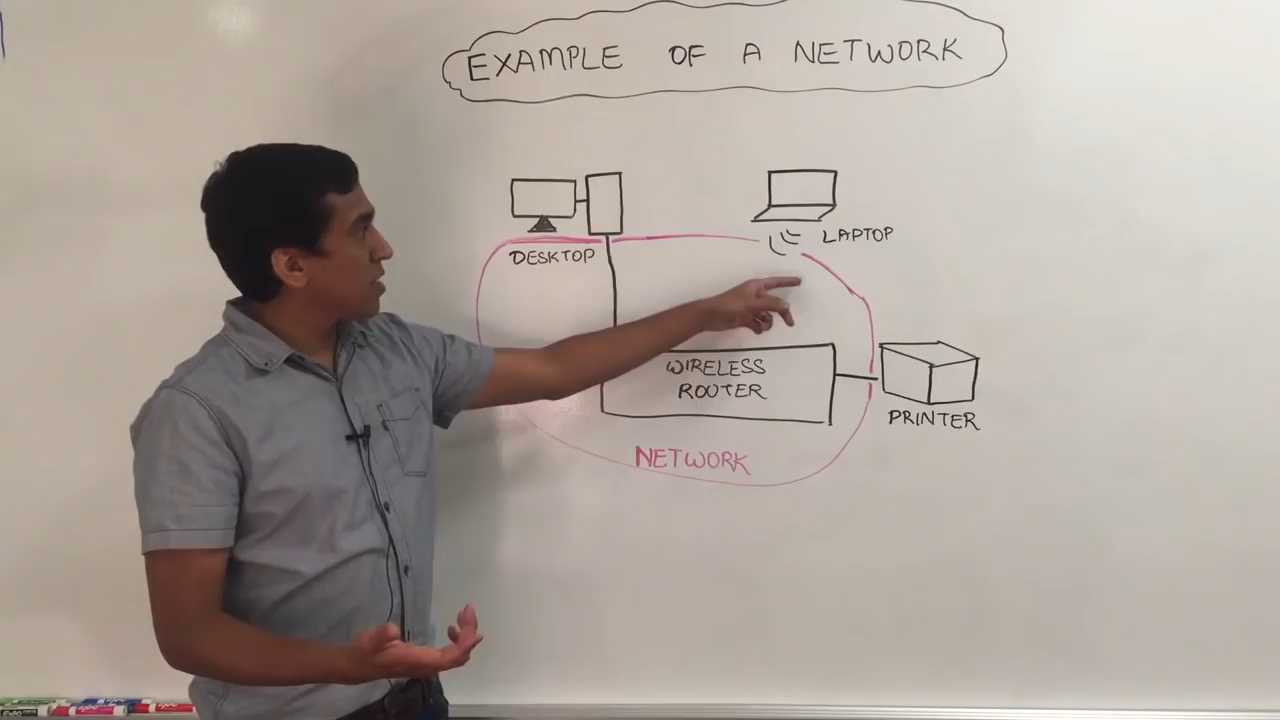 EXAMPLE OF A NETWORK
DESKTOP
LAPTOP
WIRELESS
ROUTER
PRINTER
NETWORK